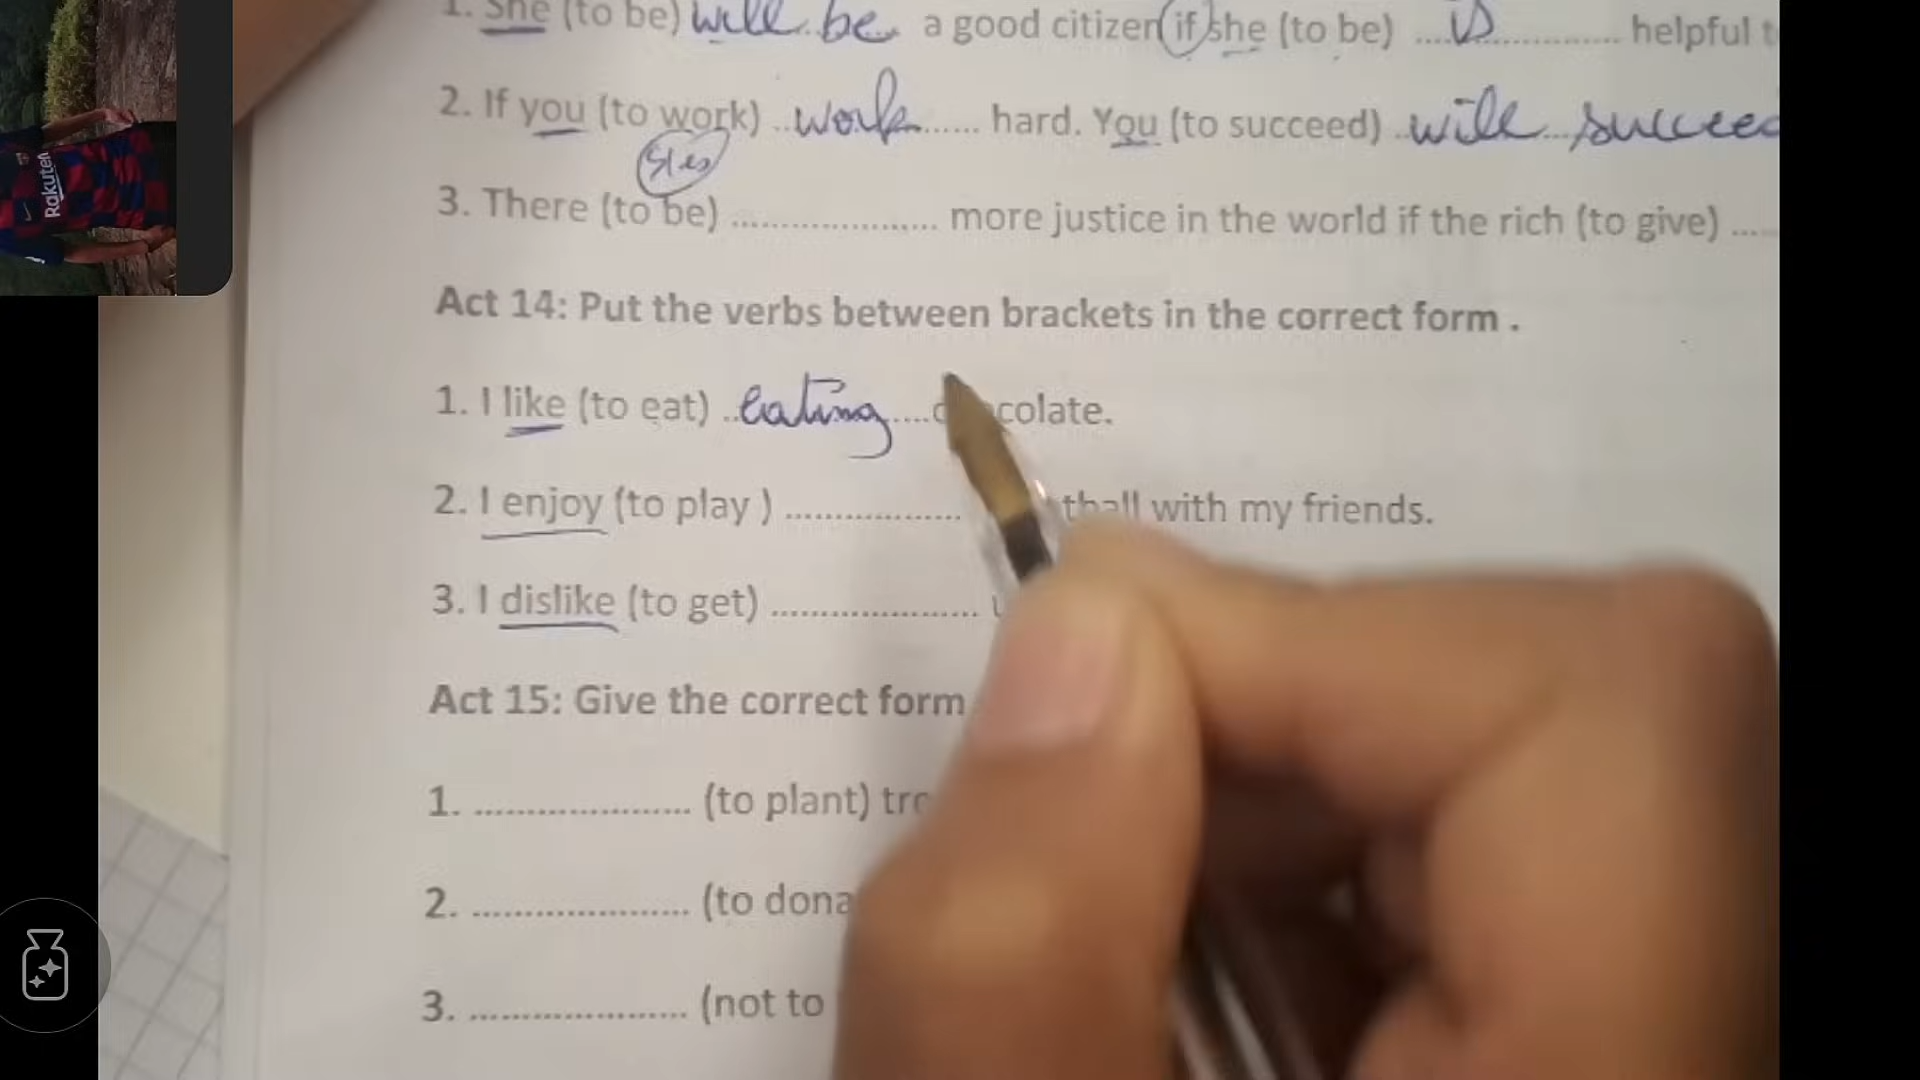 Rakuten
1. She (to be) will be a good citizen if she (to be) ....is............. helpful t
2. If you (to work) ..work...... hard. You (to succeed) ..will succeed
3. There (to be) .................... more justice in the world if the rich (to give) ....
Act 14: Put the verbs between brackets in the correct form .
1. I like (to eat) ..eating....
2. I enjoy (to play ) ................. with my friends.
3. I dislike (to get) ....................
Act 15: Give the correct form
1. ..................... (to plant)
2. ..................... (to dona
3. ..................... (not to